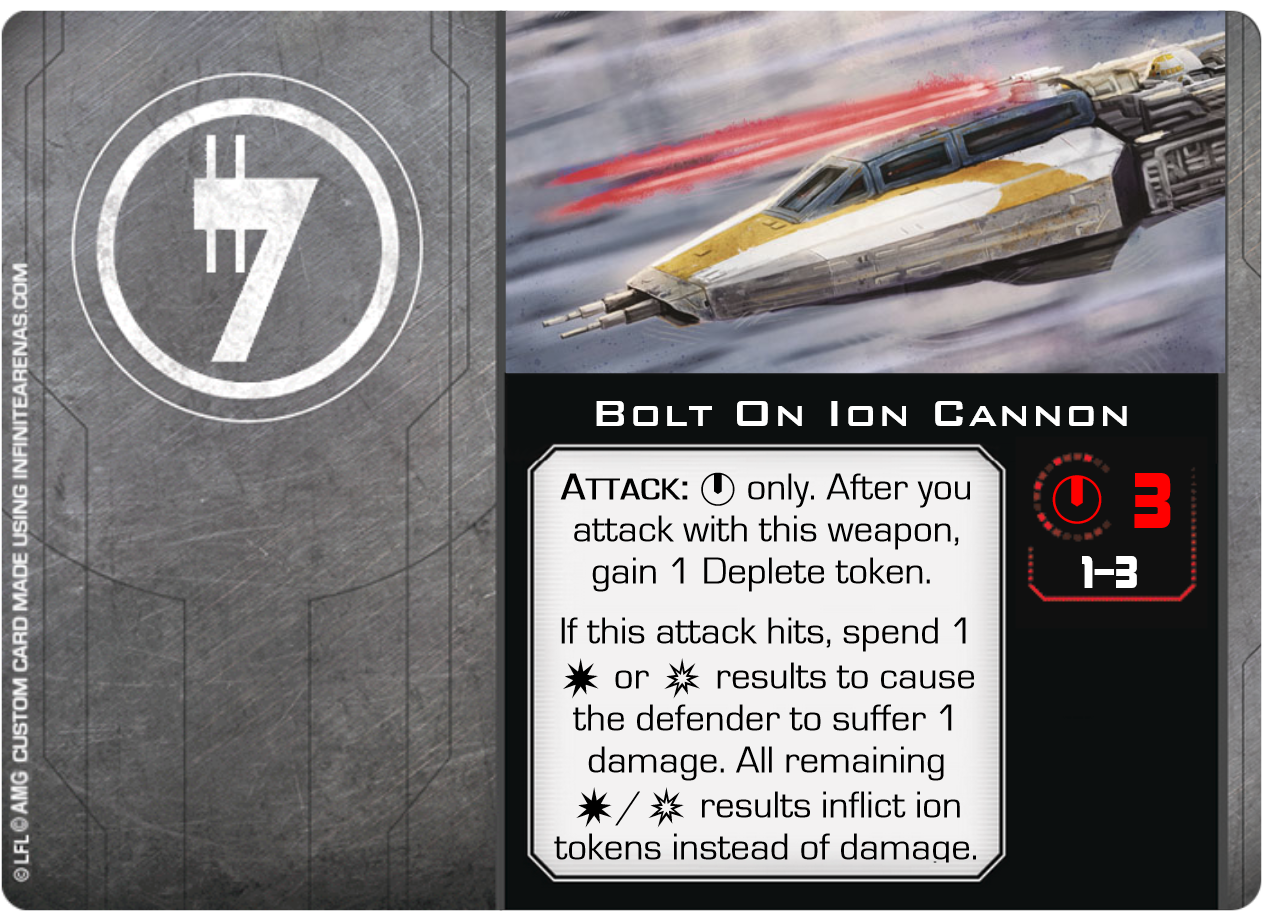 © LFL © AMG CUSTOM CARD MADE USING INFINITEARENAS.COM
Bolt On Ion Cannon
Attack: only. After you
attack with this weapon,
gain 1 Deplete token.
If this attack hits, spend 1
or results to cause
the defender to suffer 1
damage. All remaining
/ results inflict ion
tokens instead of damage.
3
1–3